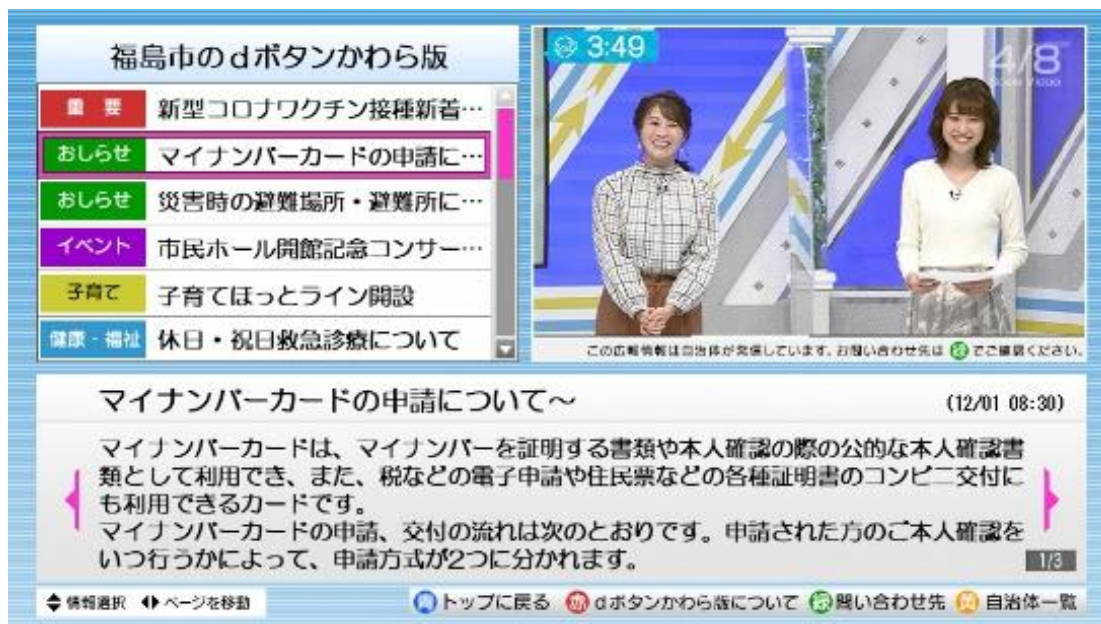 福島市のdボタンかわら版
重要 新型コロナワクチン接種新着…
おしらせ マイナンバーカードの申請に…
おしらせ 災害時の避難場所・避難所に…
イベント 市民ホール開館記念コンサー…
子育て 子育てほっとライン開設
健康・福祉 休日・祝日救急診療について
3:49
4/8
この広報情報は自治体が発信しています。お問い合わせ先は 緑 でご確認ください。
マイナンバーカードの申請について～ (12/01 08:30)
マイナンバーカードは、マイナンバーを証明する書類や本人確認の際の公的な本人確認書
類として利用でき、また、税などの電子申請や住民票などの各種証明書のコンビニ交付に
も利用できるカードです。
マイナンバーカードの申請、交付の流れは次のとおりです。申請された方のご本人確認を
いつ行うかによって、申請方式が2つに分かれます。
1/3
情報選択 ページを移動 青 トップに戻る 赤 dボタンかわら版について 緑 問い合わせ先 黄 自治体一覧